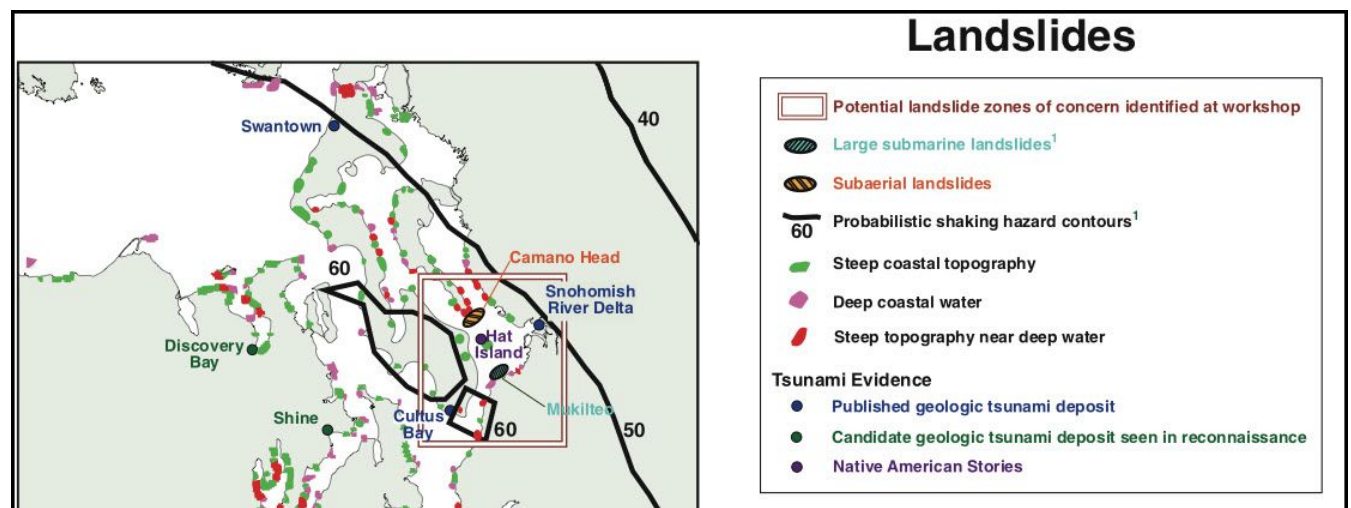 Landslides
Swantown
40
60
Camano Head
Snohomish
River Delta
Hat
Island
Discovery
Bay
Mukilteo
Cultus
Bay
Shine
60
50
Potential landslide zones of concern identified at workshop
Large submarine landslides1
Subaerial landslides
60
Probabilistic shaking hazard contours1
Steep coastal topography
Deep coastal water
Steep topography near deep water
Tsunami Evidence
Published geologic tsunami deposit
Candidate geologic tsunami deposit seen in reconnaissance
Native American Stories